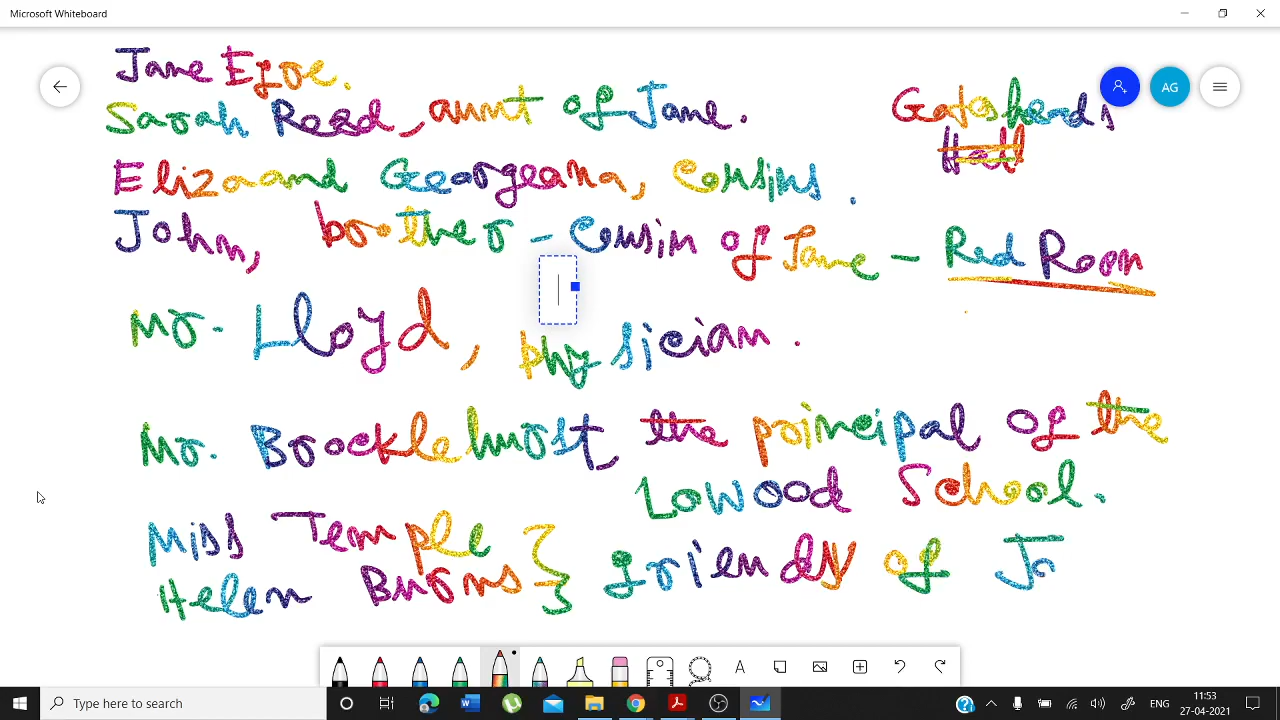 Microsoft Whiteboard
Jane Eyre.
Sarah Reed, aunt of Jane.
Gateshead,
Hall
Eliza and Georgeana, Cousins.
John, brother - Cousin of Jane - Red Room
Mr. Lloyd, physician.
Mr. Brocklehurst, the principal of the
Lowood School.
Miss Temple
Helen Burns } friends of Ja
AG
A
Type here to search
ENG
11:53
27-04-2021